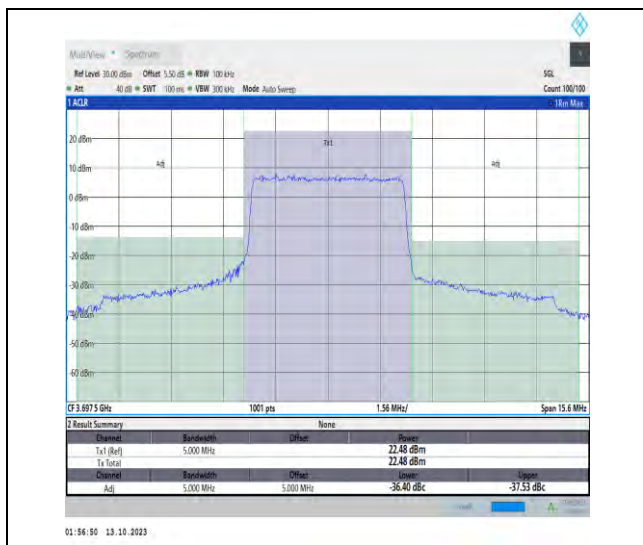 MultiView Spectrum
Ref Level 30.00 dBm Offset 5.50 dB RBW 100 kHz SGL
Att 40 dB SWT 100 ms VBW 300 kHz Mode Auto Sweep Count 100/100
1 ACLR 1Rm Max
20 dBm
Tx1
Adj Adj
10 dBm
0 dBm
-10 dBm
-20 dBm
-30 dBm
-40 dBm
-50 dBm
-60 dBm
CF 3.6975 GHz 1001 pts 1.56 MHz/ Span 15.6 MHz
2 Result Summary None
Channel Bandwidth Offset Power
Tx1 (Ref) 5.000 MHz 22.48 dBm
Tx Total 22.48 dBm
Channel Bandwidth Offset Lower Upper
Adj 5.000 MHz 5.000 MHz -36.40 dBc -37.53 dBc
01:56:50 13.10.2023